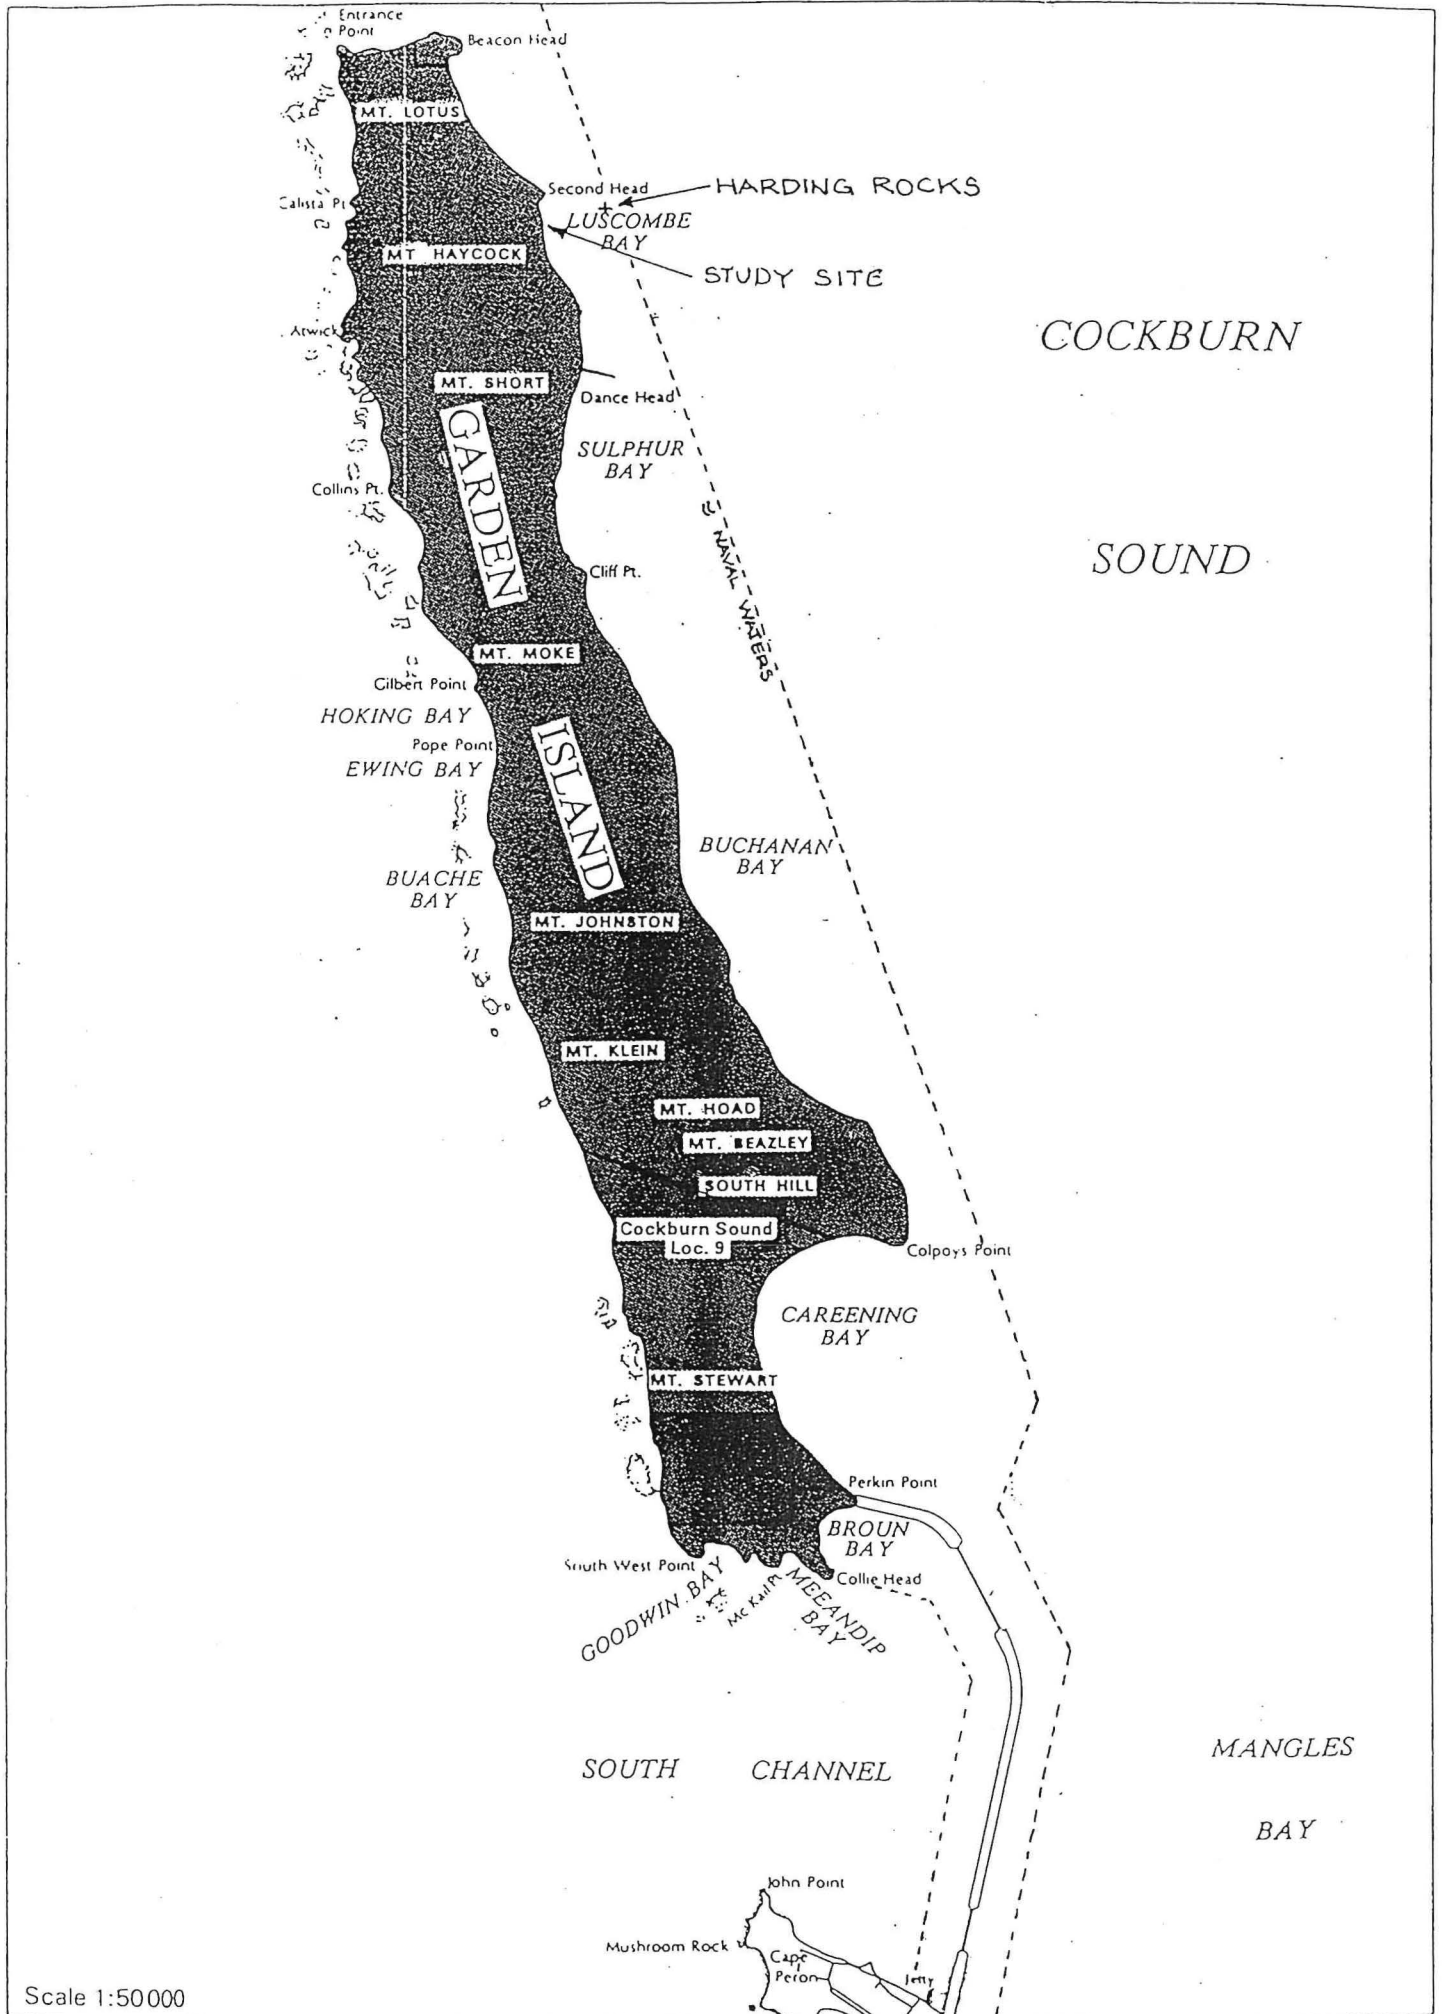 Entrance
Point
Beacon Head
MT. LOTUS
Second Head
HARDING ROCKS
Calista Pt
LUSCOMBE
BAY
MT HAYCOCK
STUDY SITE
Atwick
COCKBURN
MT. SHORT
Dance Head
GARDEN
SULPHUR
BAY
Collins Pt.
NAVAL WATERS
SOUND
Cliff Pt.
MT. MOKE
Gilbert Point
HOKING BAY
ISLAND
Pope Point
EWING BAY
BUCHANAN
BAY
BUACHE
BAY
MT. JOHNSTON
MT. KLEIN
MT. HOAD
MT. BEAZLEY
SOUTH HILL
Cockburn Sound
Loc. 9
Colpoys Point
CAREENING
BAY
MT. STEWART
Perkin Point
BROUN
BAY
South West Point
Collie Head
GOODWIN BAY
Mc Kail Pt
MEEANDIP
BAY
SOUTH CHANNEL
MANGLES
BAY
John Point
Mushroom Rock
Cape
Peron
Jetty
Scale 1:50000